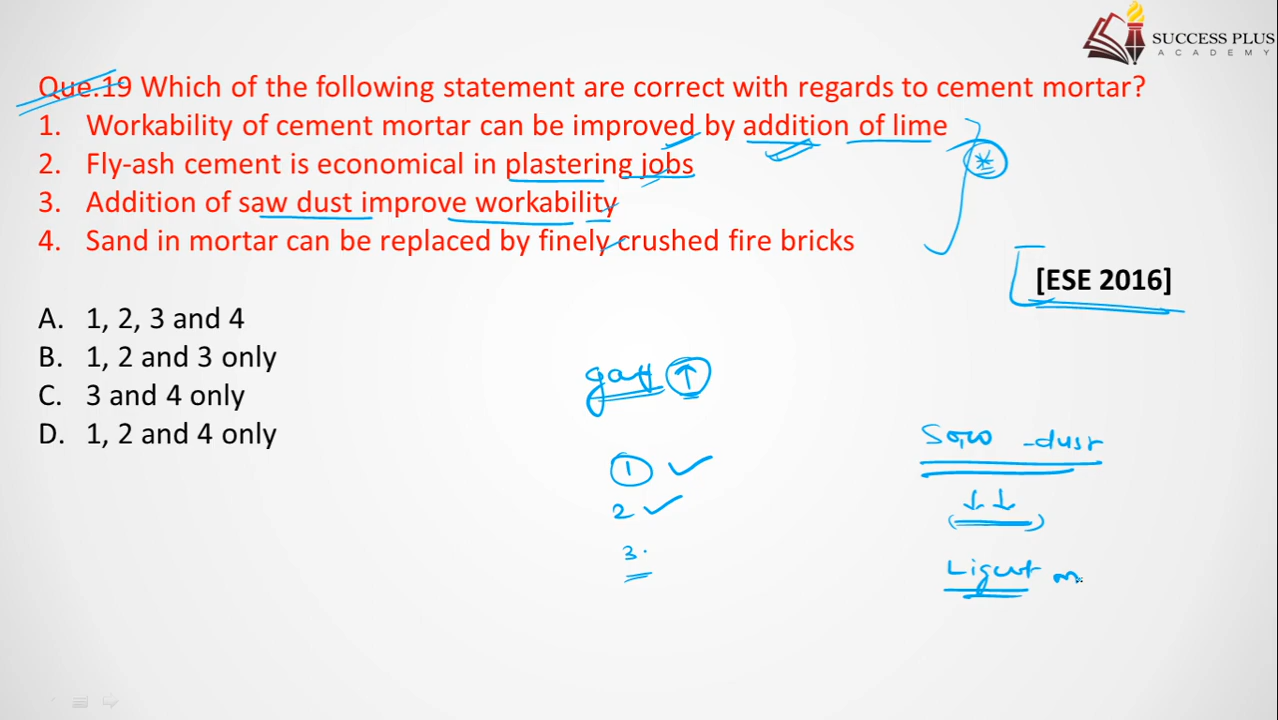 SUCCESS PLUS
ACADEMY
Que.19 Which of the following statement are correct with regards to cement mortar?
1. Workability of cement mortar can be improved by addition of lime
2. Fly-ash cement is economical in plastering jobs
3. Addition of saw dust improve workability
4. Sand in mortar can be replaced by finely crushed fire bricks
[ESE 2016]
A. 1, 2, 3 and 4
B. 1, 2 and 3 only
C. 3 and 4 only
D. 1, 2 and 4 only
↑
Saw -dust
1 ✓
↓↓
2 ✓
3.
m